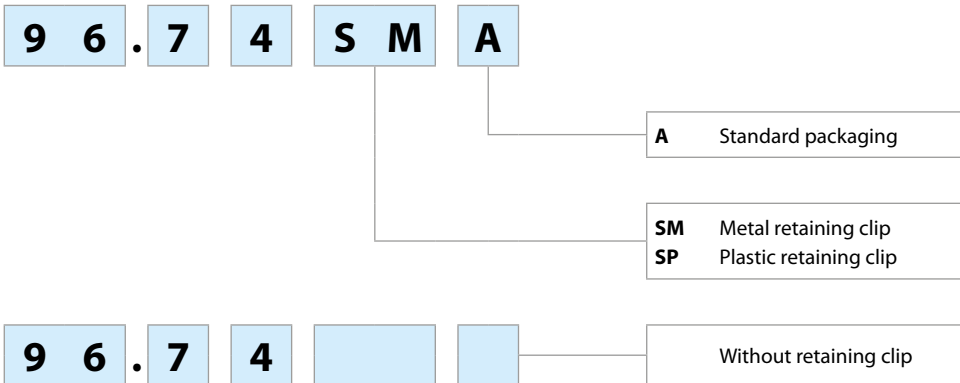 9 6 . 7 4 S M A
A Standard packaging
SM Metal retaining clip
SP Plastic retaining clip
9 6 . 7 4 Without retaining clip